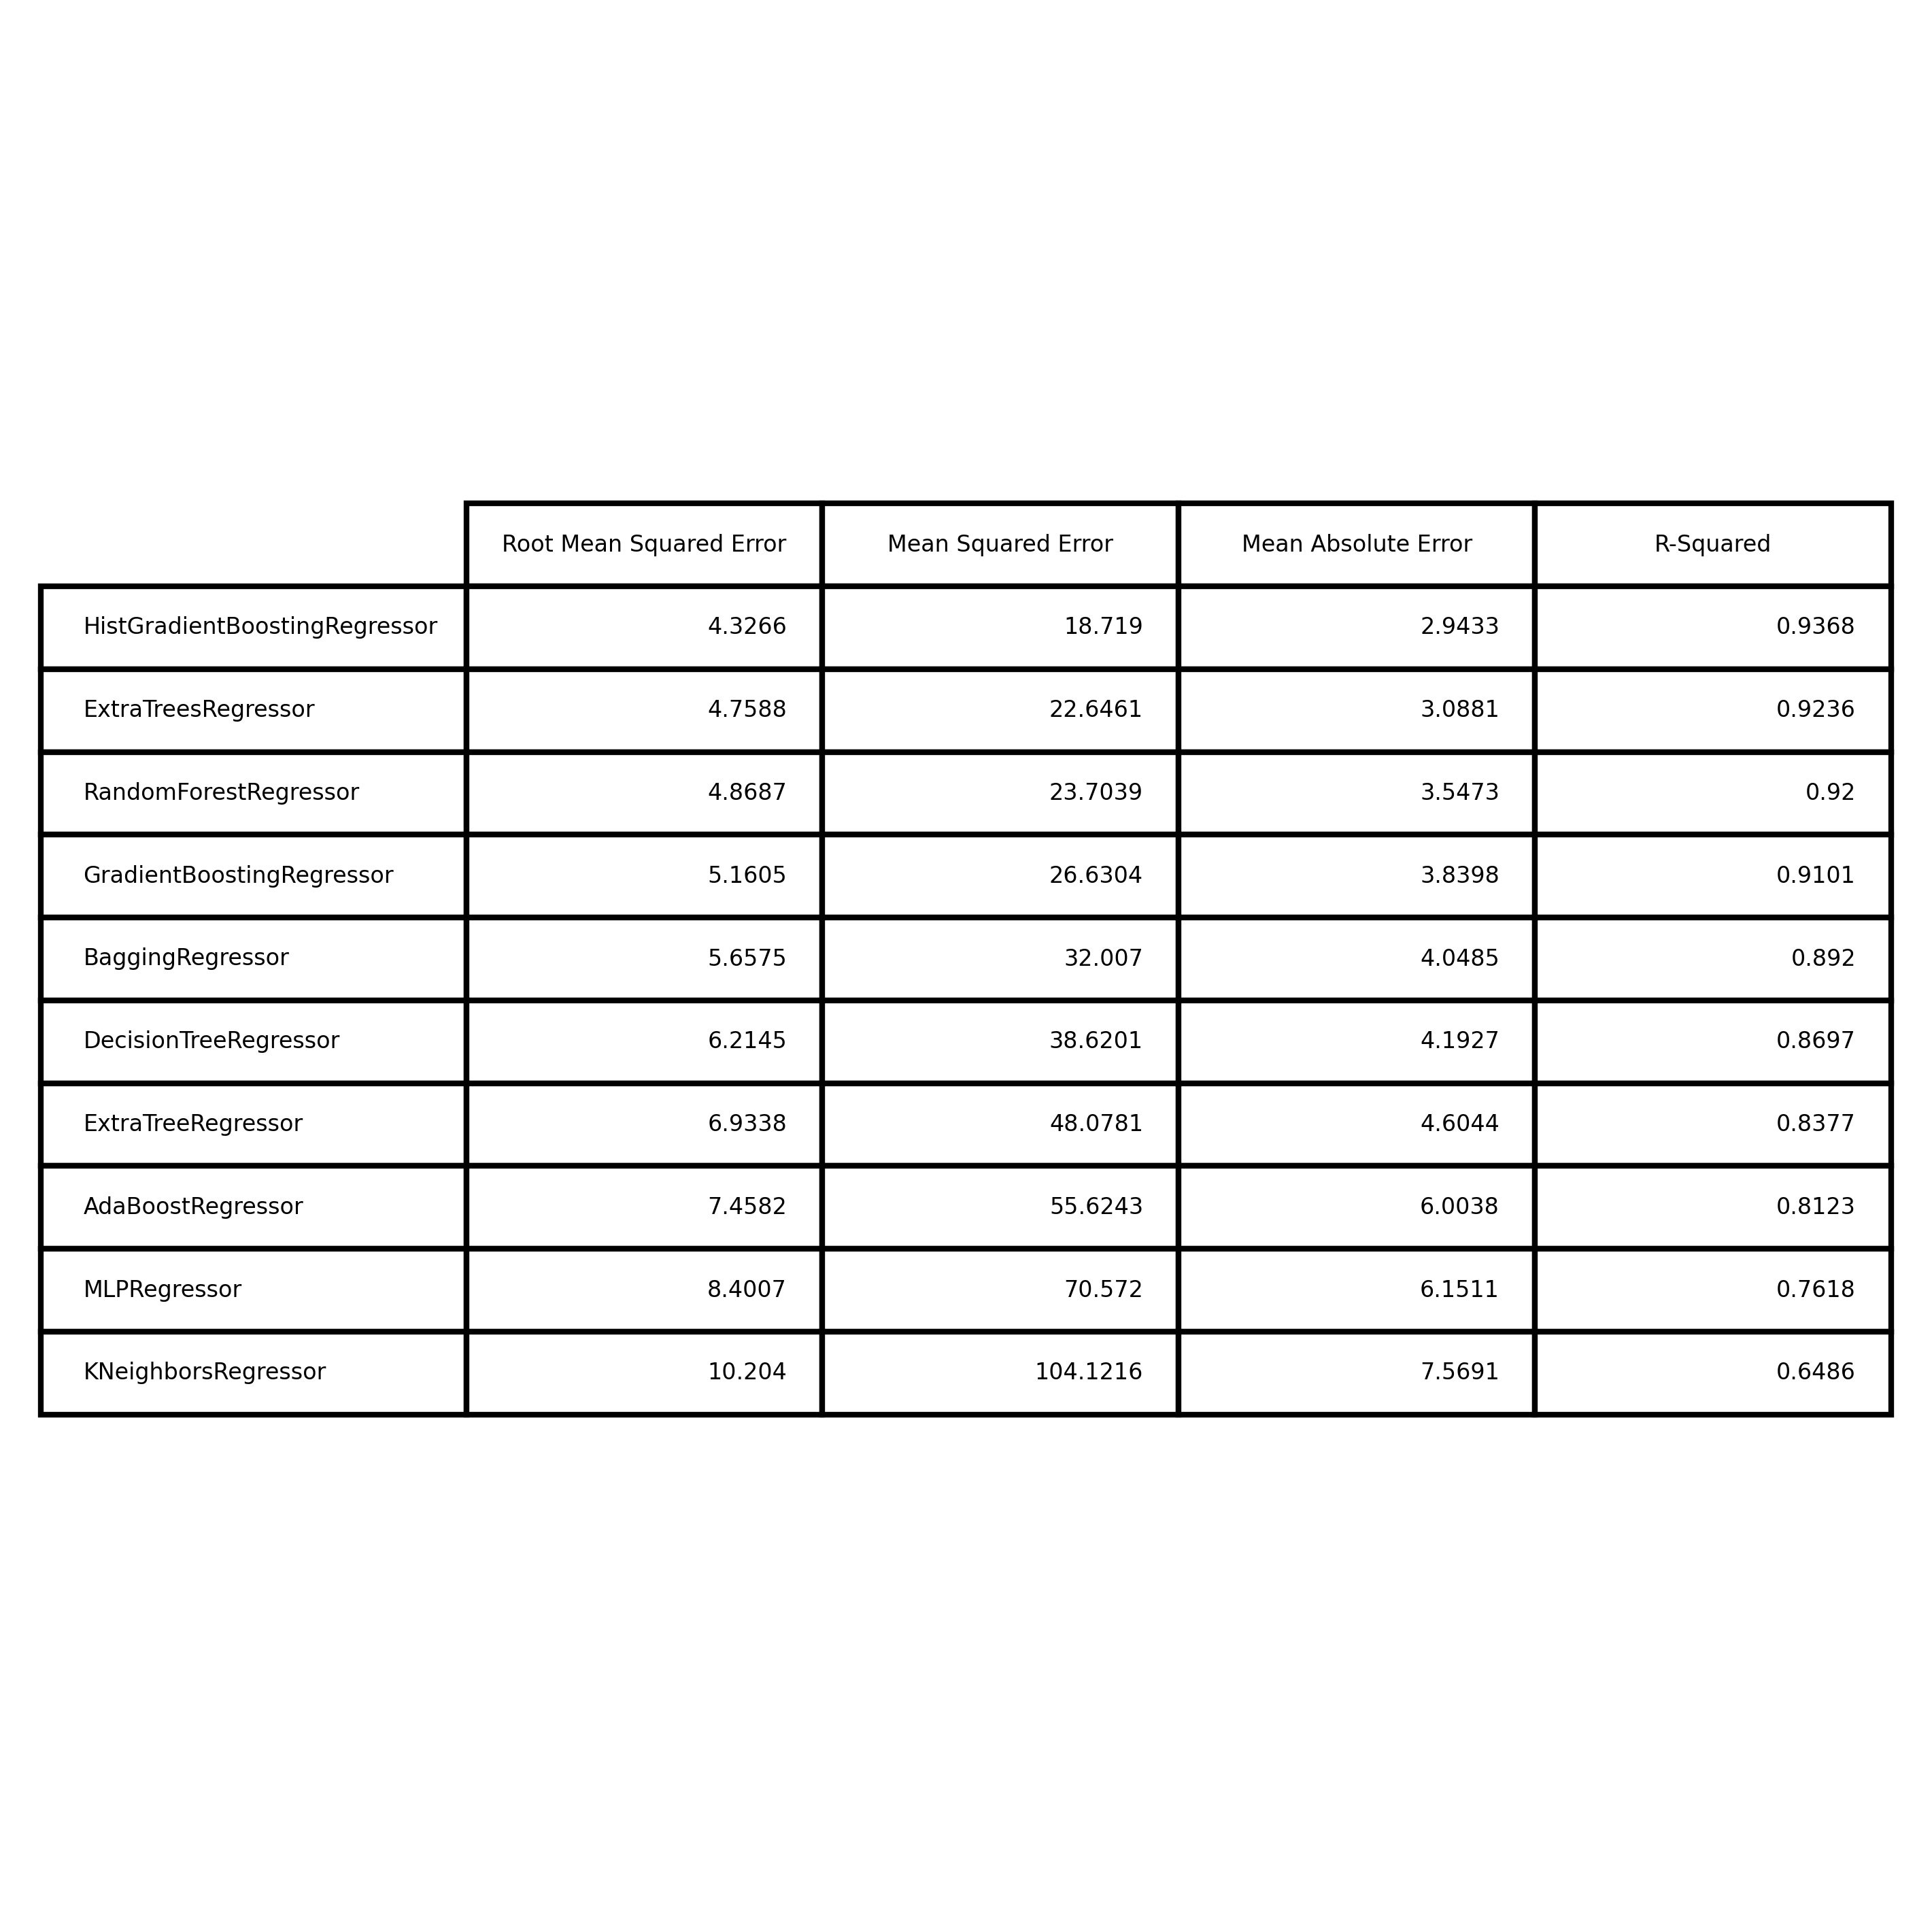 Root Mean Squared Error Mean Squared Error Mean Absolute Error R-Squared
HistGradientBoostingRegressor 4.3266 18.719 2.9433 0.9368
ExtraTreesRegressor 4.7588 22.6461 3.0881 0.9236
RandomForestRegressor 4.8687 23.7039 3.5473 0.92
GradientBoostingRegressor 5.1605 26.6304 3.8398 0.9101
BaggingRegressor 5.6575 32.007 4.0485 0.892
DecisionTreeRegressor 6.2145 38.6201 4.1927 0.8697
ExtraTreeRegressor 6.9338 48.0781 4.6044 0.8377
AdaBoostRegressor 7.4582 55.6243 6.0038 0.8123
MLPRegressor 8.4007 70.572 6.1511 0.7618
KNeighborsRegressor 10.204 104.1216 7.5691 0.6486